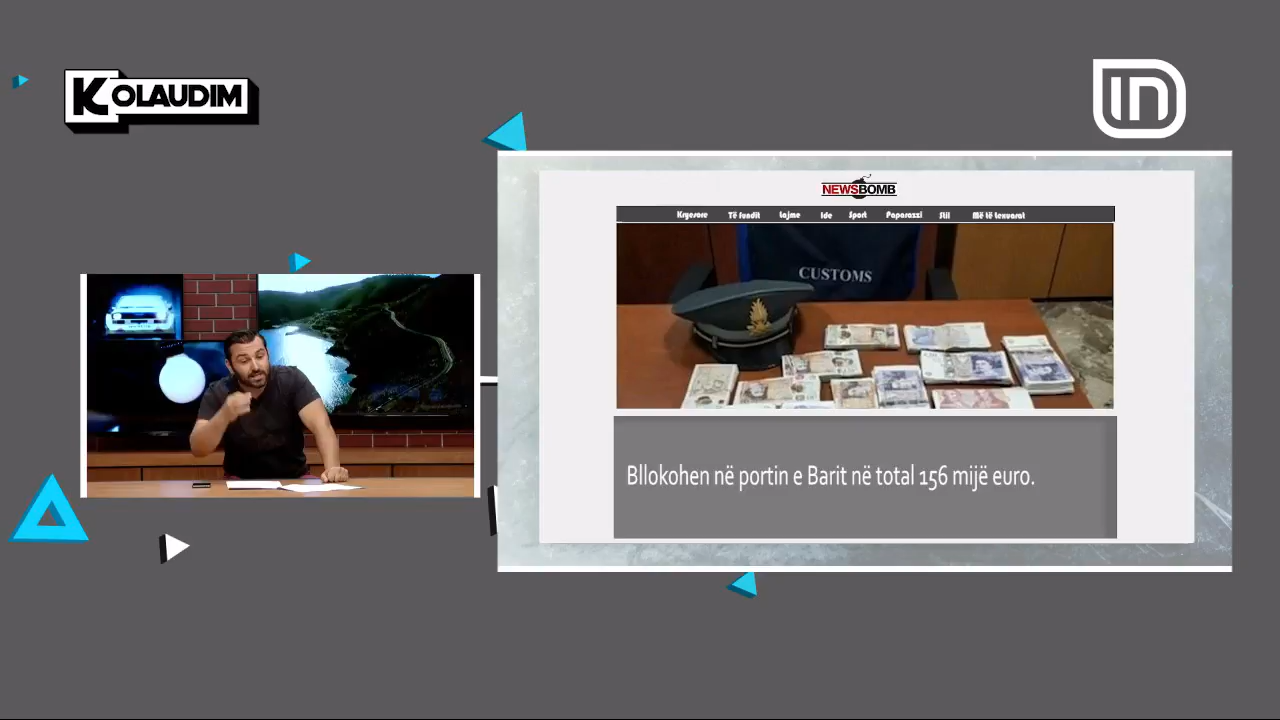 KOLAUDIM
IN
NEWSBOMB
Kryesore Të fundit Lajme Ide Sport Paparazzi Stil Më të lexuarat
CUSTOMS
Bllokohen në portin e Barit në total 156 mijë euro.